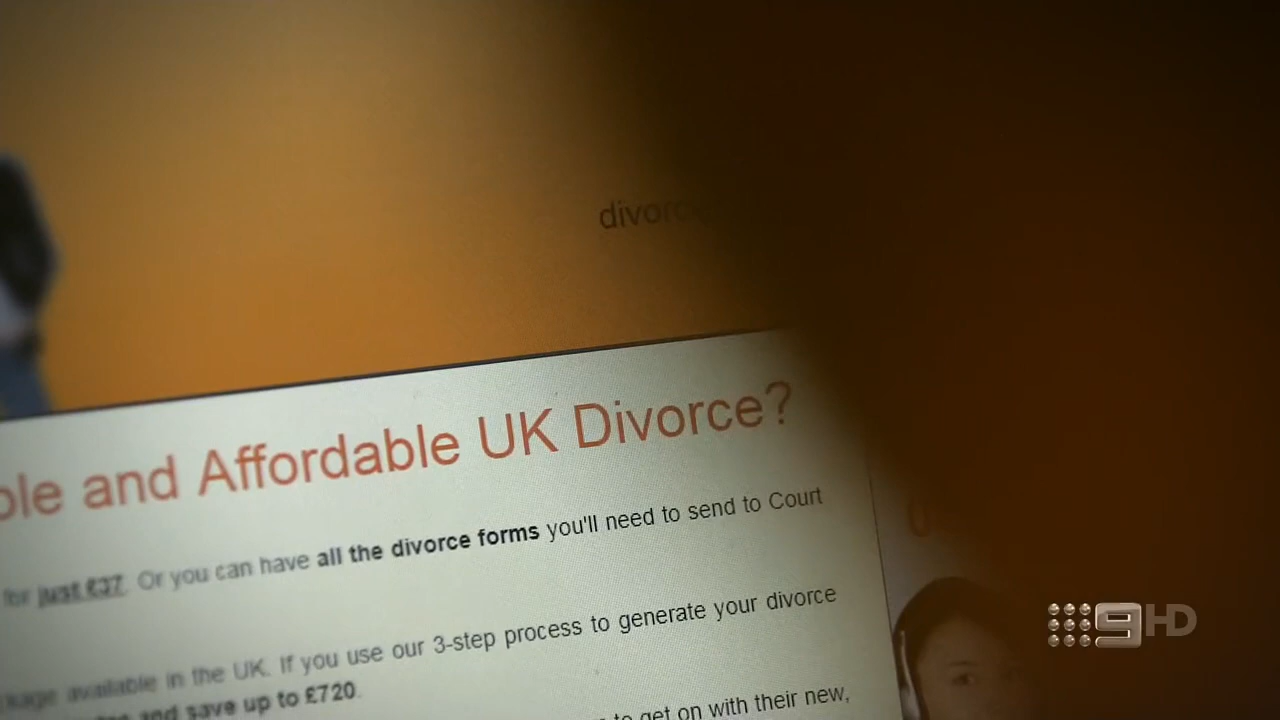 divorce
and Affordable UK Divorce?
for just £37. Or you can have all the divorce forms you'll need to send to Court
available in the UK. If you use our 3-step process to generate your divorce
and save up to £720.
to get on with their new,
9HD